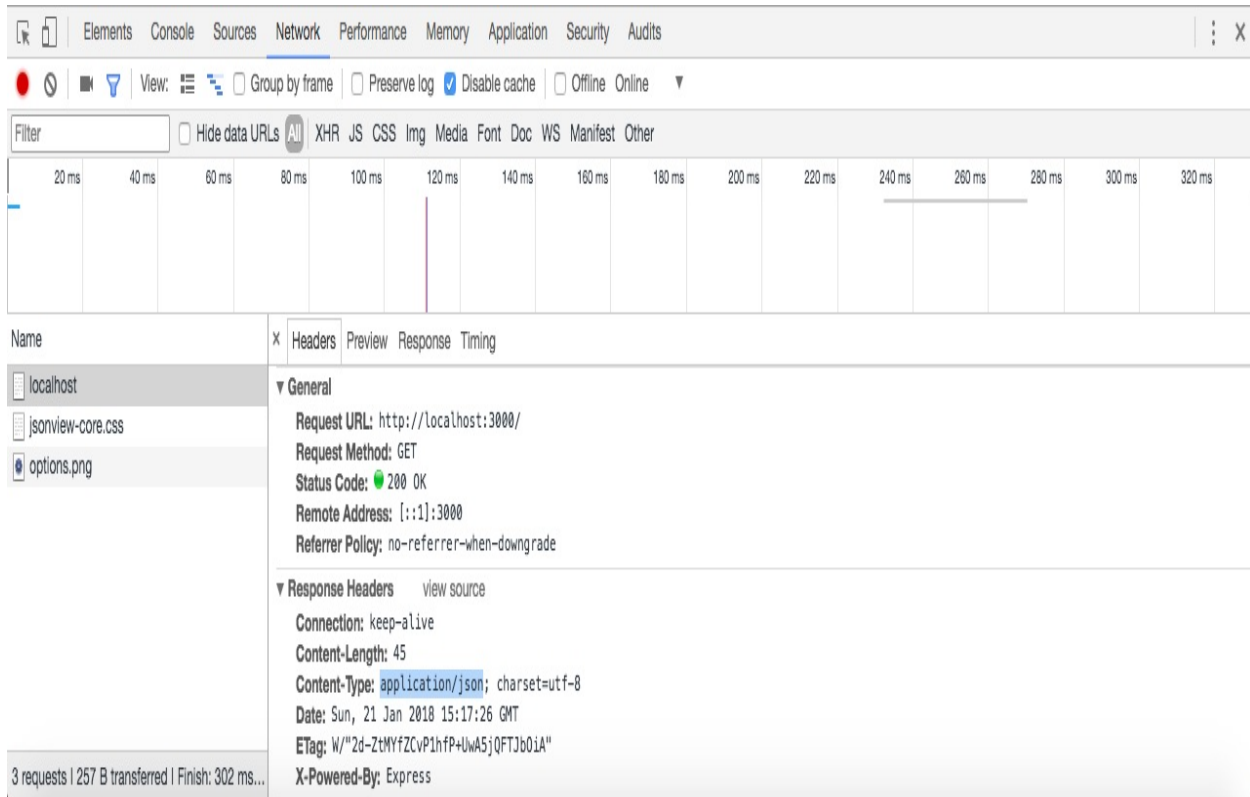 Elements Console Sources Network Performance Memory Application Security Audits
View: Group by frame Preserve log Disable cache Offline Online
Filter Hide data URLs All XHR JS CSS Img Media Font Doc WS Manifest Other
20 ms 40 ms 60 ms 80 ms 100 ms 120 ms 140 ms 160 ms 180 ms 200 ms 220 ms 240 ms 260 ms 280 ms 300 ms 320 ms
Name
localhost
jsonview-core.css
options.png
3 requests | 257 B transferred | Finish: 302 ms...
× Headers Preview Response Timing
General
Request URL: http://localhost:3000/
Request Method: GET
Status Code: 200 OK
Remote Address: [::1]:3000
Referrer Policy: no-referrer-when-downgrade
Response Headers view source
Connection: keep-alive
Content-Length: 45
Content-Type: application/json; charset=utf-8
Date: Sun, 21 Jan 2018 15:17:26 GMT
ETag: W/"2d-ZtMYfZCvP1hfP+UwA5jQFTJbOiA"
X-Powered-By: Express